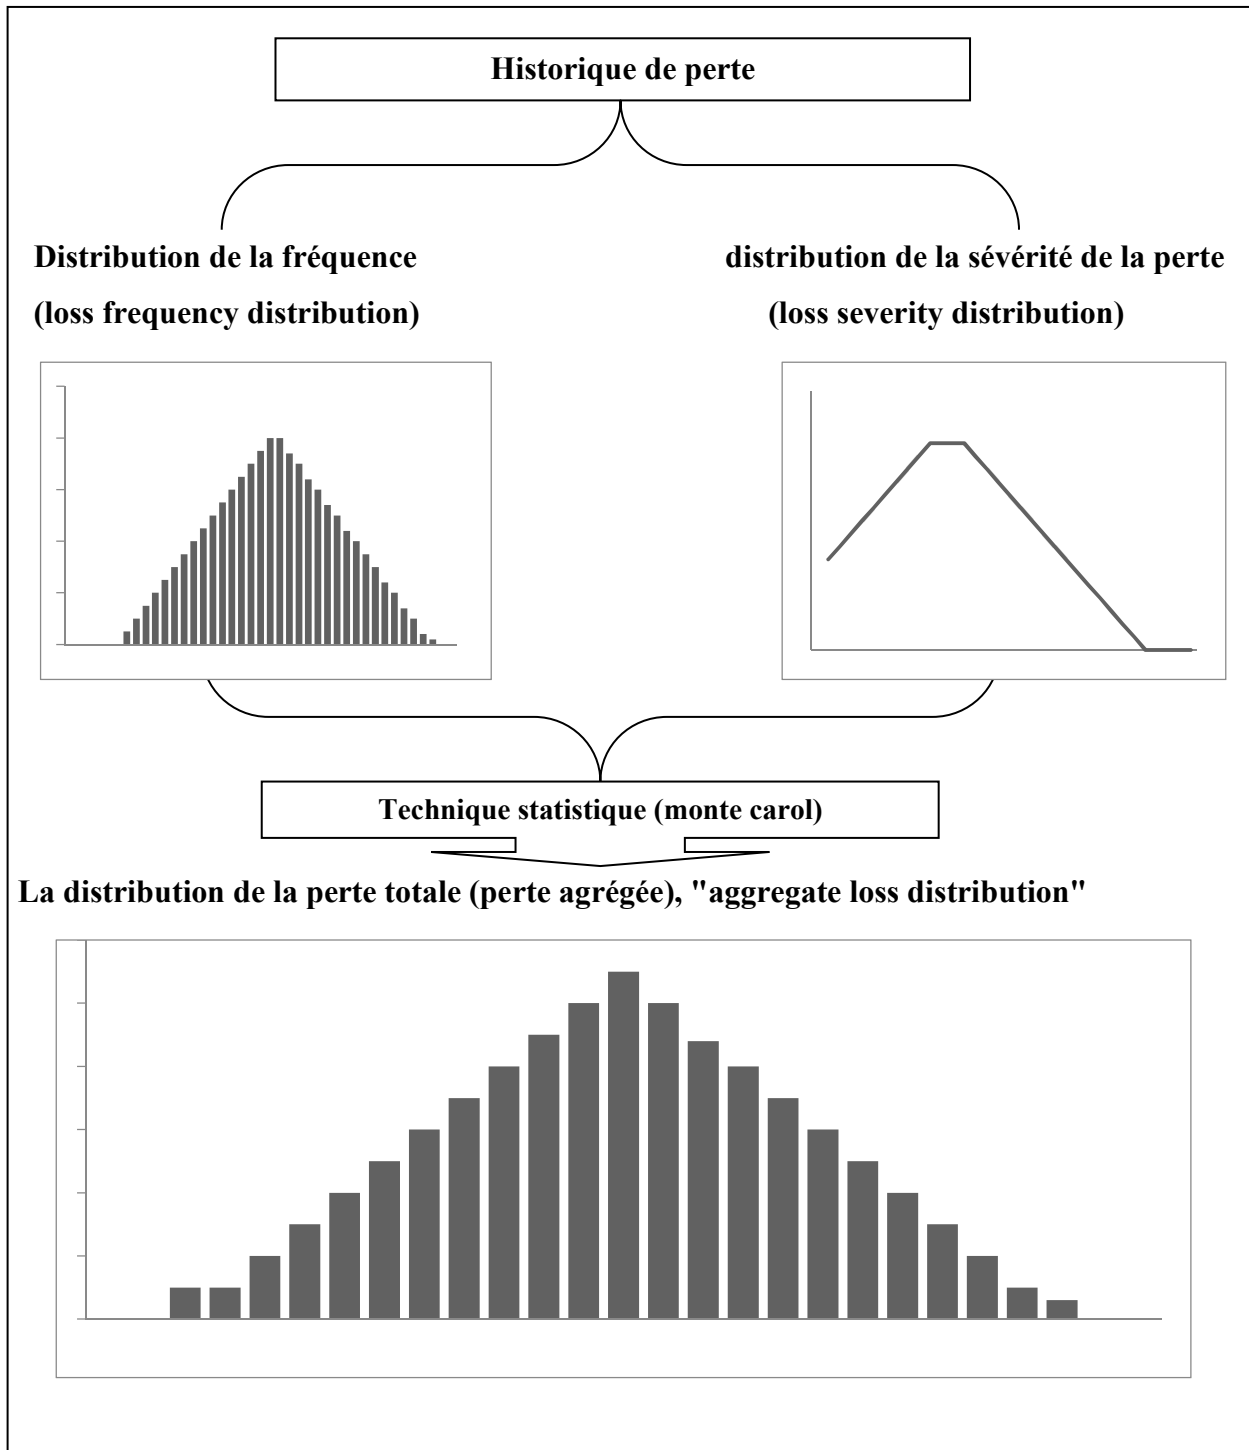 Historique de perte
Distribution de la fréquence
(loss frequency distribution)
distribution de la sévérité de la perte
(loss severity distribution)
Technique statistique (monte carol)
La distribution de la perte totale (perte agrégée), "aggregate loss distribution"